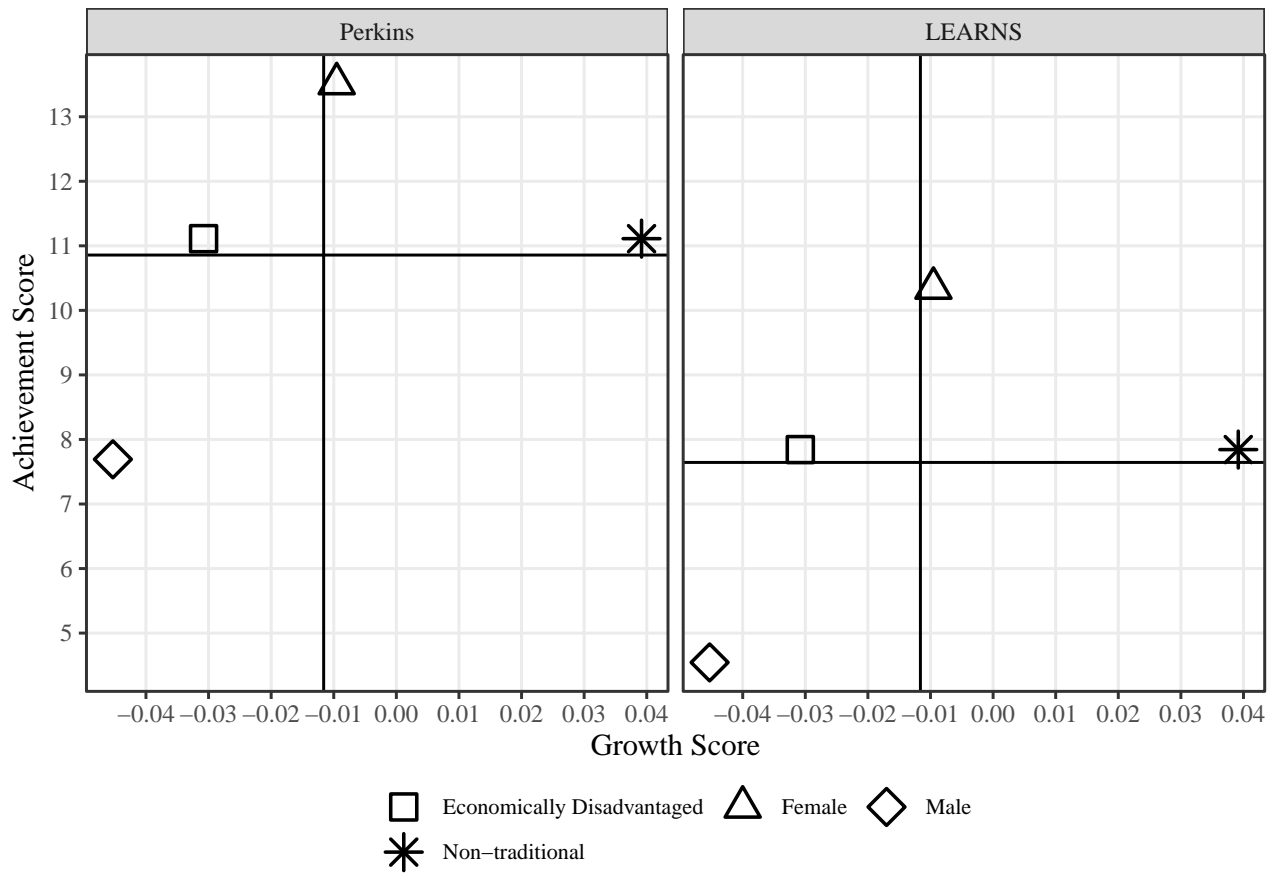 Perkins
LEARNS
Achievement Score
13
12
11
10
9
8
7
6
5
−0.04 −0.03 −0.02 −0.01 0.00 0.01 0.02 0.03 0.04
−0.04 −0.03 −0.02 −0.01 0.00 0.01 0.02 0.03 0.04
Growth Score
Economically Disadvantaged Female Male
Non−traditional